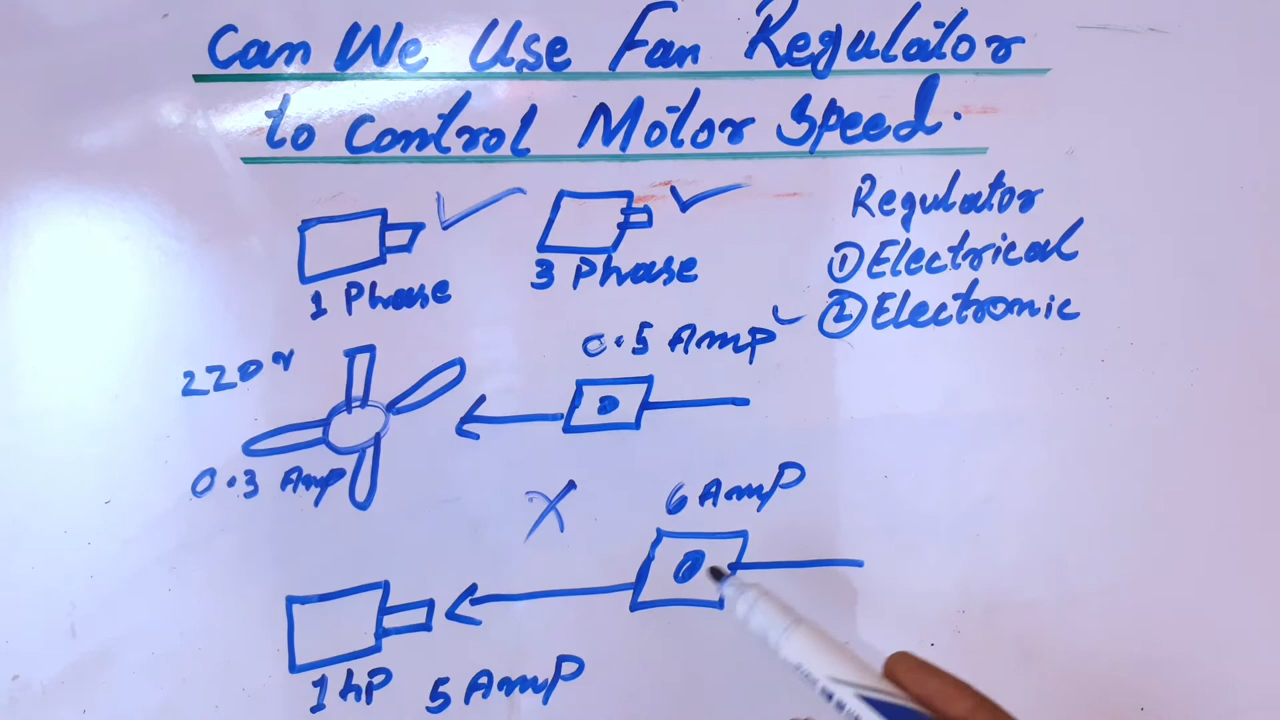 Can We Use Fan Regulator
to Control Motor Speed.
Regulator
① Electrical
② Electronic
1 Phase
3 Phase
0.5 Amp
220v
0.3 Amp
6 Amp
1 hP 5 Amp